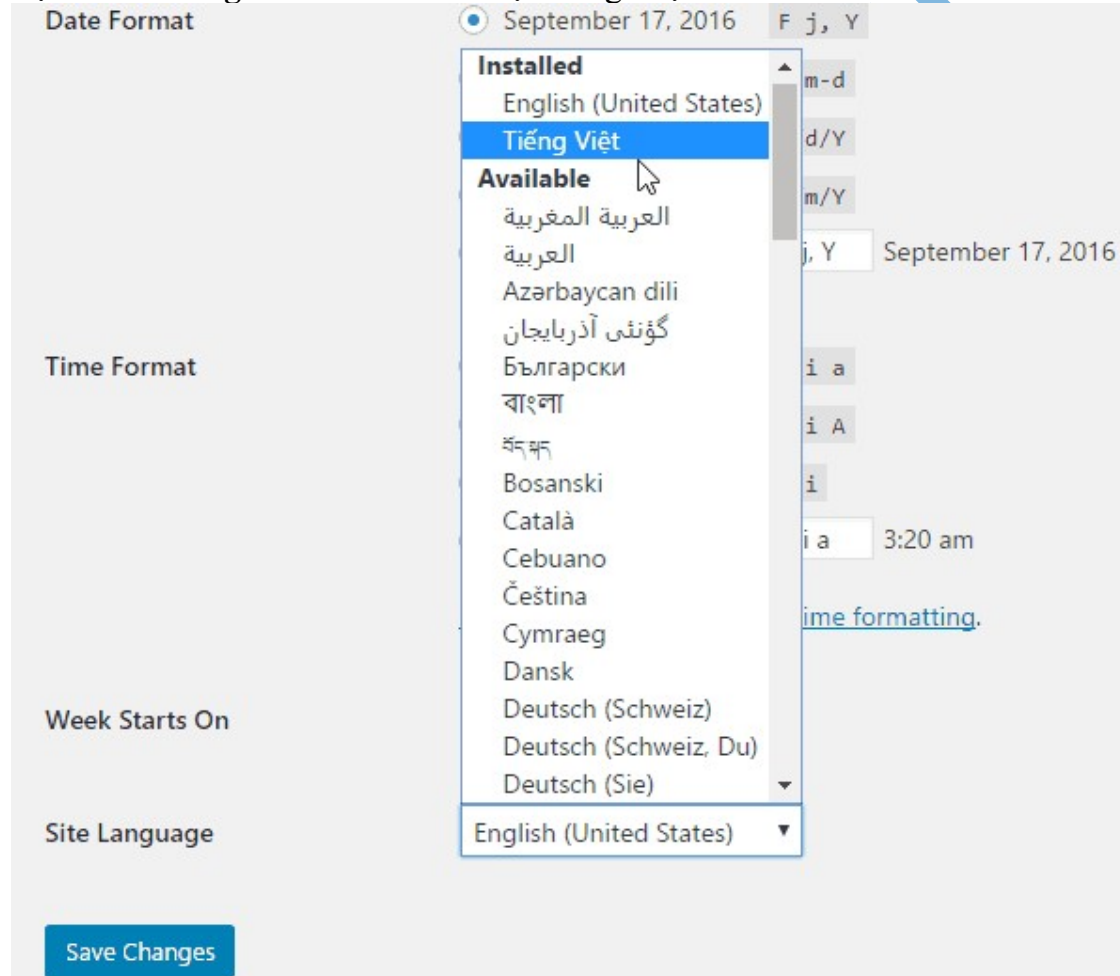 Date Format
September 17, 2016 F j, Y
Installed
English (United States)
m-d
Tiếng Việt
d/Y
Available
m/Y
العربية المغربية
العربية
j, Y September 17, 2016
Azərbaycan dili
گؤنئی آذربایجان
Time Format
Български
i a
বাংলা
i A
བོད་སྐད
Bosanski
i
Català
i a 3:20 am
Cebuano
Čeština
ime formatting.
Cymraeg
Dansk
Deutsch (Schweiz)
Week Starts On
Deutsch (Schweiz, Du)
Deutsch (Sie)
Site Language
English (United States)
Save Changes